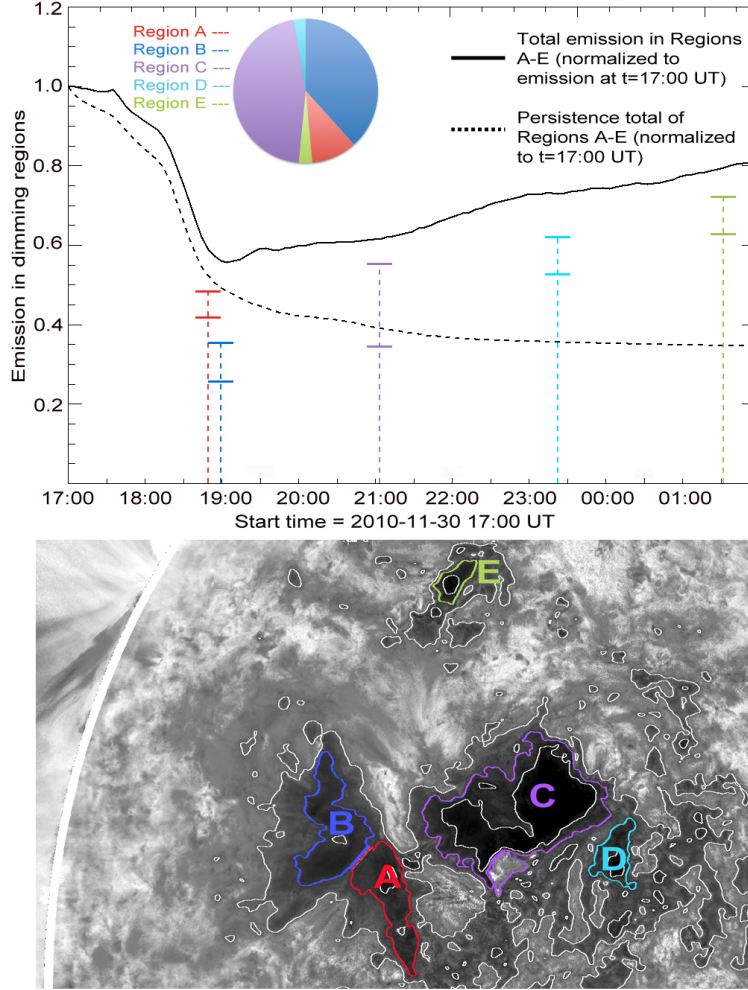 1.2
1.0
0.8
0.6
0.4
0.2
Emission in dimming regions
Region A ---
Region B ---
Region C ---
Region D ---
Region E ---
Total emission in Regions
A-E (normalized to
emission at t=17:00 UT)
Persistence total of
Regions A-E (normalized
to t=17:00 UT)
17:00 18:00 19:00 20:00 21:00 22:00 23:00 00:00 01:00
Start time = 2010-11-30 17:00 UT
E
C
B
D
A